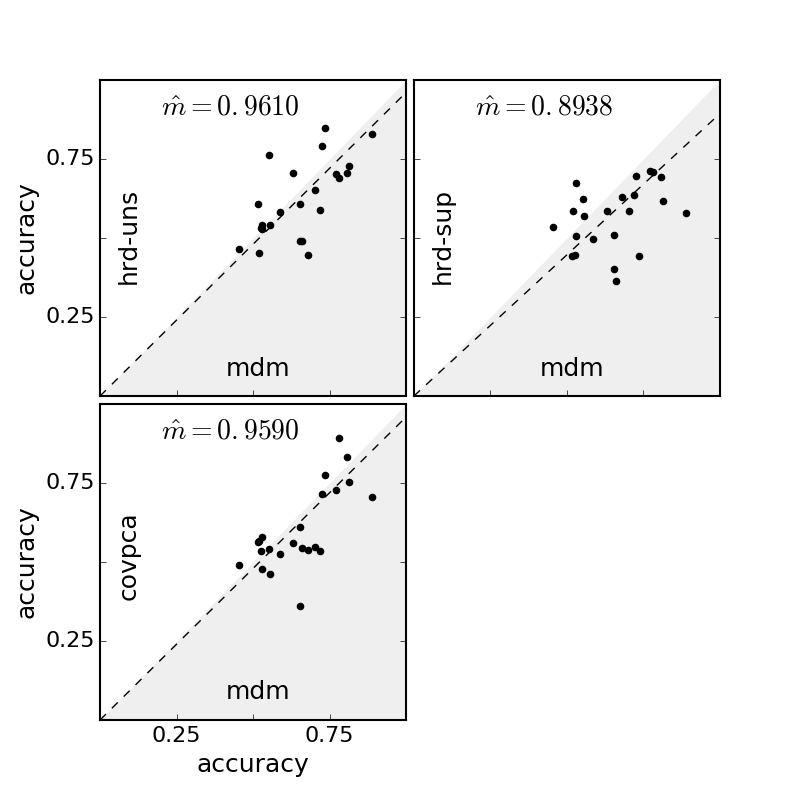 m̂ = 0.9610
m̂ = 0.8938
0.75
accuracy
hrd-uns
hrd-sup
0.25
mdm
mdm
m̂ = 0.9590
0.75
accuracy
covpca
0.25
mdm
0.25
0.75
accuracy